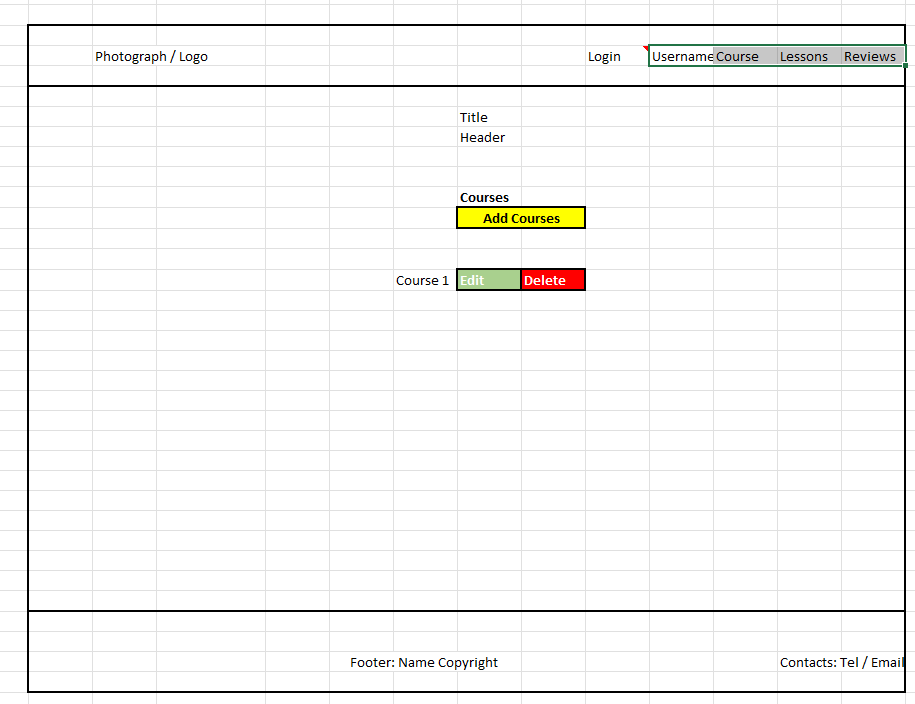 Photograph / Logo Login Username Course Lessons Reviews
Title
Header
Courses
Add Courses
Course 1 Edit Delete
Footer: Name Copyright Contacts: Tel / Email